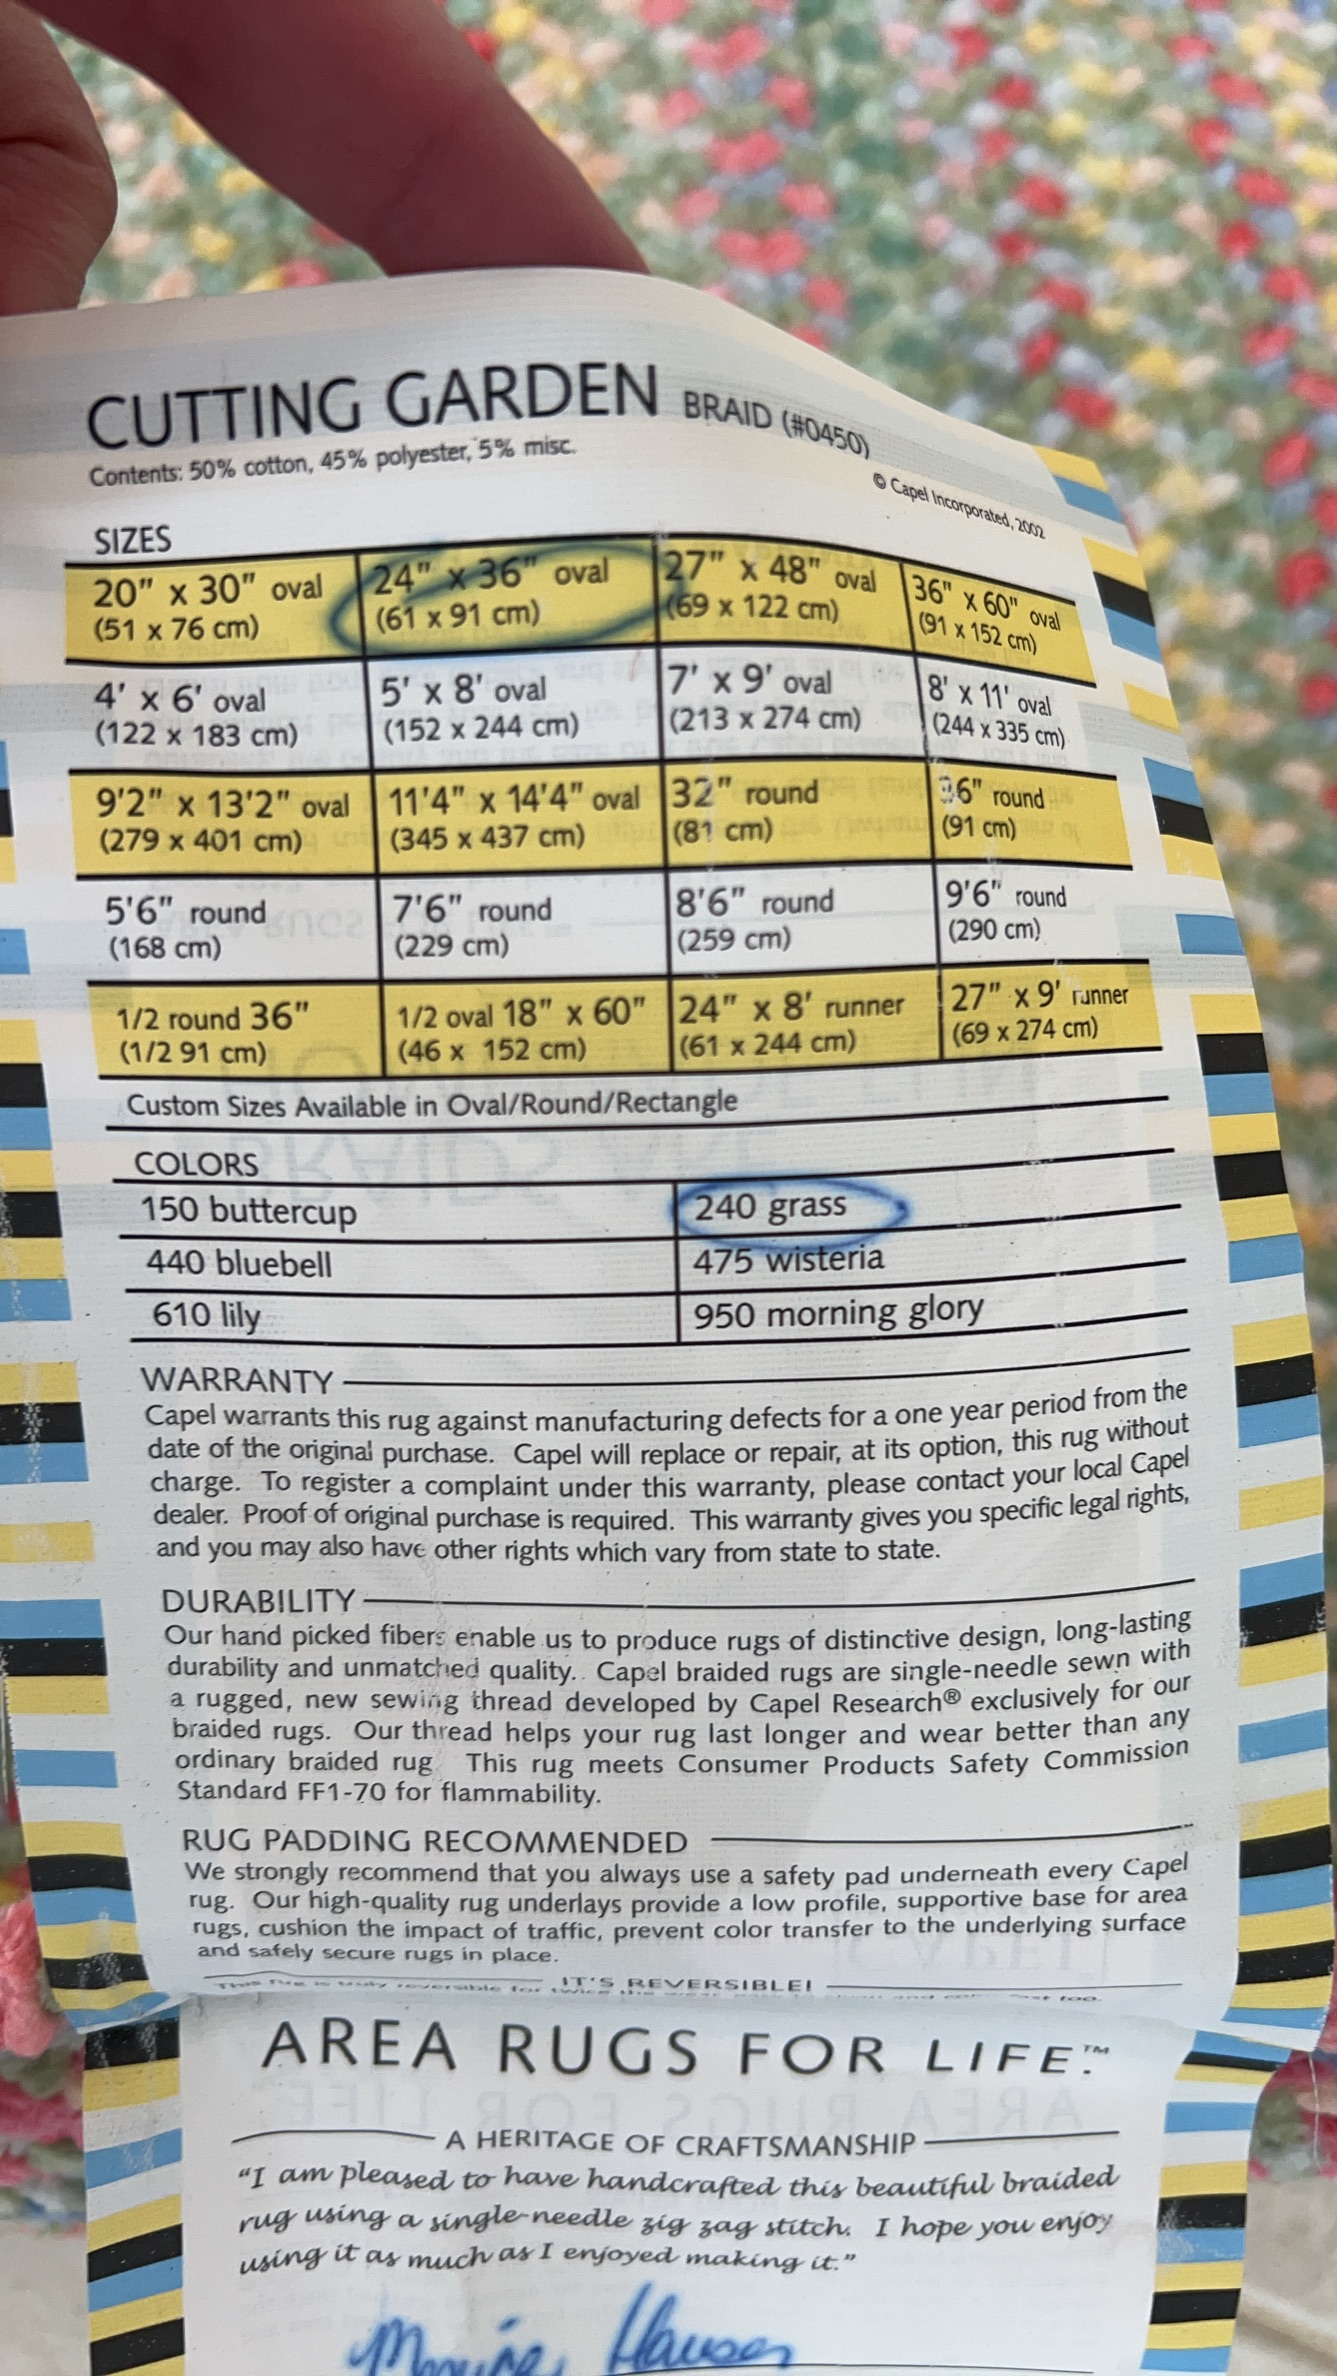 CUTTING GARDEN BRAID (#0450)
Contents: 50% cotton, 45% polyester, 5% misc.
© Capel Incorporated, 2002
SIZES
20" x 30" oval 24" x 36" oval 27" x 48" oval 36" x 60" oval
(51 x 76 cm) (61 x 91 cm) (69 x 122 cm) (91 x 152 cm)
4' x 6' oval 5' x 8' oval 7' x 9' oval 8' x 11' oval
(122 x 183 cm) (152 x 244 cm) (213 x 274 cm) (244 x 335 cm)
9'2" x 13'2" oval 11'4" x 14'4" oval 32" round 36" round
(279 x 401 cm) (345 x 437 cm) (81 cm) (91 cm)
5'6" round 7'6" round 8'6" round 9'6" round
(168 cm) (229 cm) (259 cm) (290 cm)
1/2 round 36" 1/2 oval 18" x 60" 24" x 8' runner 27" x 9' runner
(1/2 91 cm) (46 x 152 cm) (61 x 244 cm) (69 x 274 cm)
Custom Sizes Available in Oval/Round/Rectangle
COLORS
150 buttercup 240 grass
440 bluebell 475 wisteria
610 lily 950 morning glory
WARRANTY
Capel warrants this rug against manufacturing defects for a one year period from the
date of the original purchase. Capel will replace or repair, at its option, this rug without
charge. To register a complaint under this warranty, please contact your local Capel
dealer. Proof of original purchase is required. This warranty gives you specific legal rights,
and you may also have other rights which vary from state to state.
DURABILITY
Our hand picked fibers enable us to produce rugs of distinctive design, long-lasting
durability and unmatched quality. Capel braided rugs are single-needle sewn with
a rugged, new sewing thread developed by Capel Research® exclusively for our
braided rugs. Our thread helps your rug last longer and wear better than any
ordinary braided rug This rug meets Consumer Products Safety Commission
Standard FF1-70 for flammability.
RUG PADDING RECOMMENDED
We strongly recommend that you always use a safety pad underneath every Capel
rug. Our high-quality rug underlays provide a low profile, supportive base for area
rugs, cushion the impact of traffic, prevent color transfer to the underlying surface
and safely secure rugs in place.
IT'S REVERSIBLE!
This rug is truly reversible for twice the too.
AREA RUGS FOR LIFE.™
A HERITAGE OF CRAFTSMANSHIP
"I am pleased to have handcrafted this beautiful braided
rug using a single-needle zig zag stitch. I hope you enjoy
using it as much as I enjoyed making it."